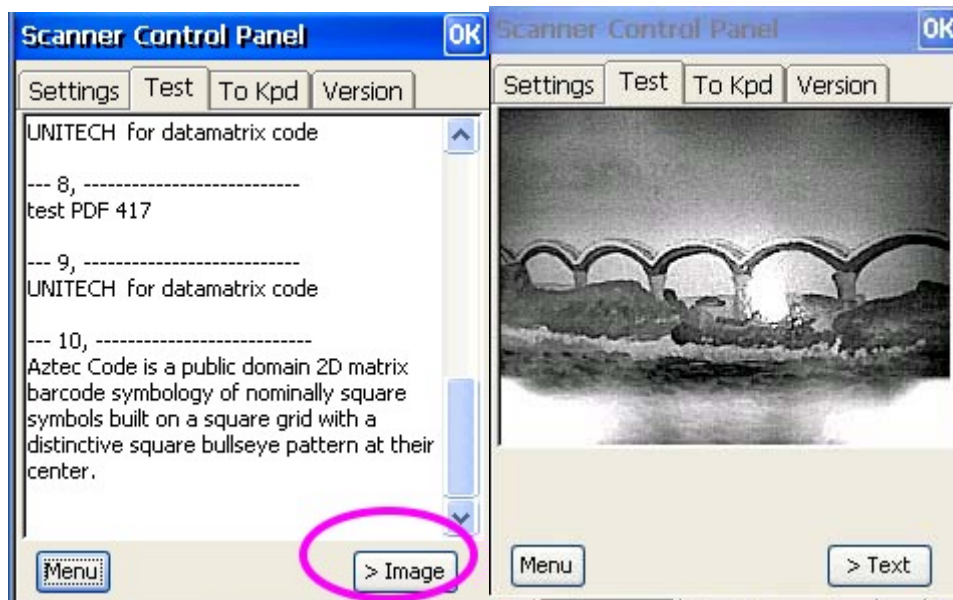 Scanner Control Panel OK
Settings Test To Kpd Version
UNITECH for datamatrix code
--- 8, ---------------------------
test PDF 417
--- 9, ---------------------------
UNITECH for datamatrix code
--- 10, ---------------------------
Aztec Code is a public domain 2D matrix
barcode symbology of nominally square
symbols built on a square grid with a
distinctive square bullseye pattern at their
center.
Menu > Image
Scanner Control Panel OK
Settings Test To Kpd Version
Menu > Text